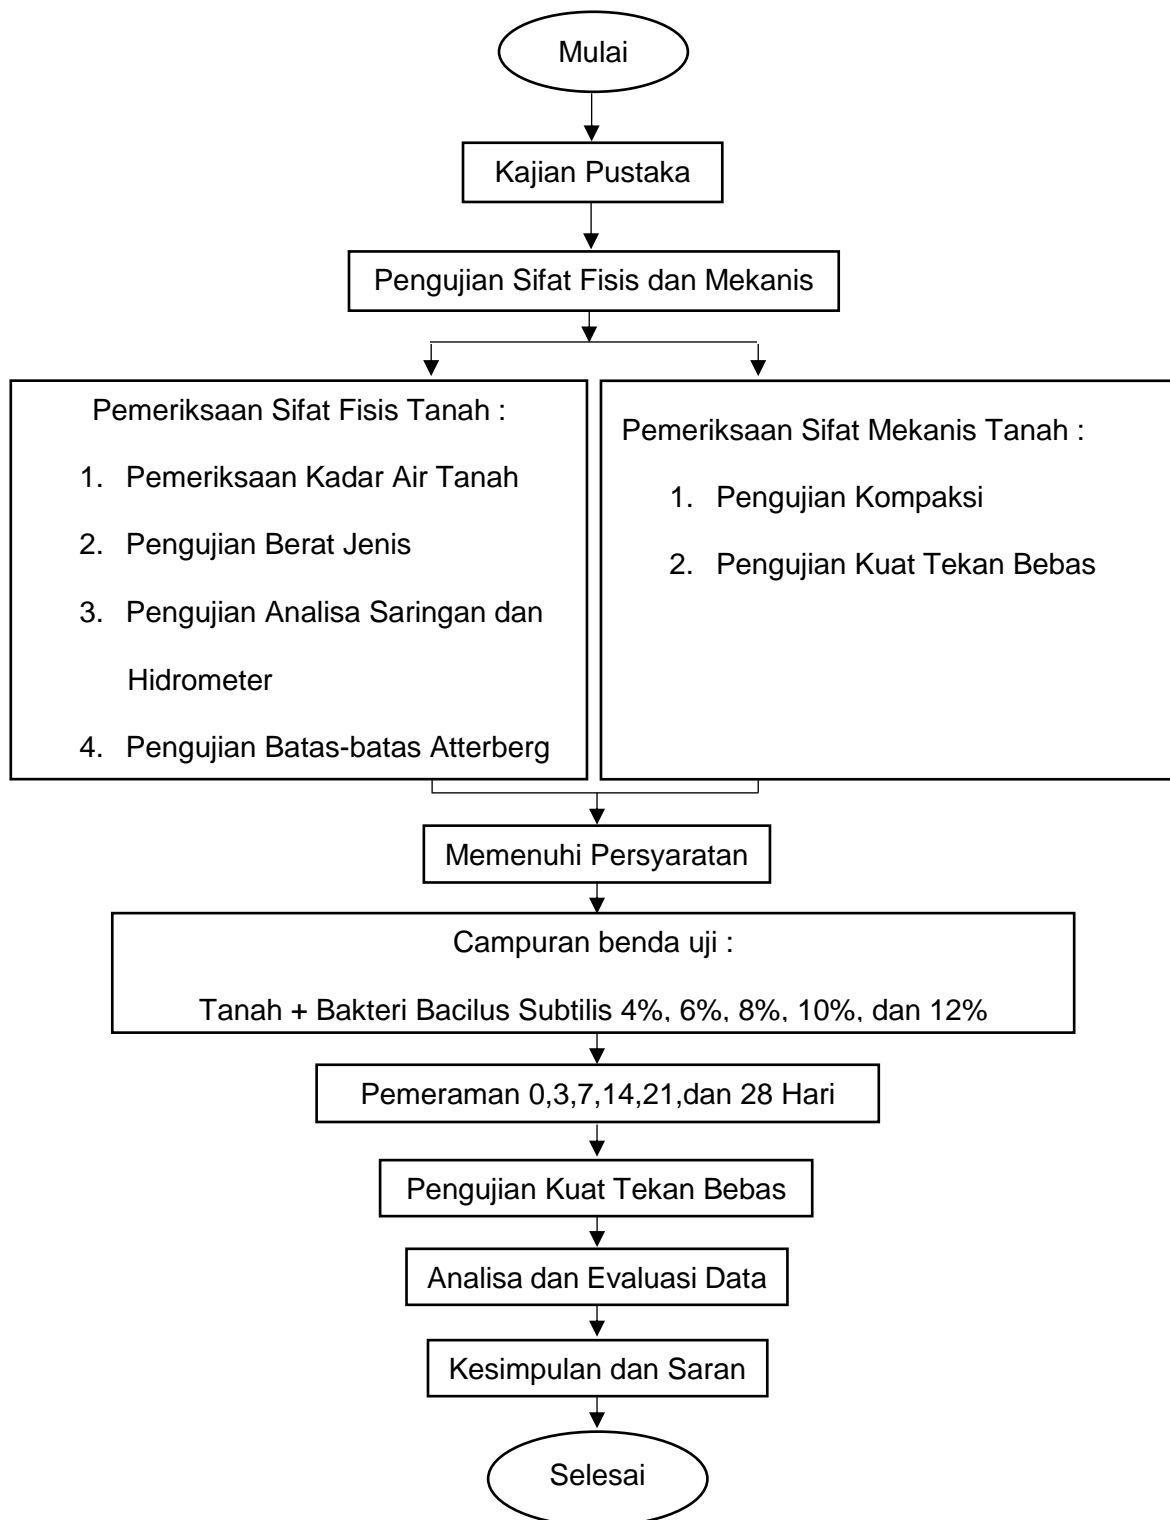 Mulai
Kajian Pustaka
Pengujian Sifat Fisis dan Mekanis
Pemeriksaan Sifat Fisis Tanah :
1. Pemeriksaan Kadar Air Tanah
2. Pengujian Berat Jenis
3. Pengujian Analisa Saringan dan
Hidrometer
4. Pengujian Batas-batas Atterberg
Pemeriksaan Sifat Mekanis Tanah :
1. Pengujian Kompaksi
2. Pengujian Kuat Tekan Bebas
Memenuhi Persyaratan
Campuran benda uji :
Tanah + Bakteri Bacilus Subtilis 4%, 6%, 8%, 10%, dan 12%
Pemeraman 0,3,7,14,21,dan 28 Hari
Pengujian Kuat Tekan Bebas
Analisa dan Evaluasi Data
Kesimpulan dan Saran
Selesai